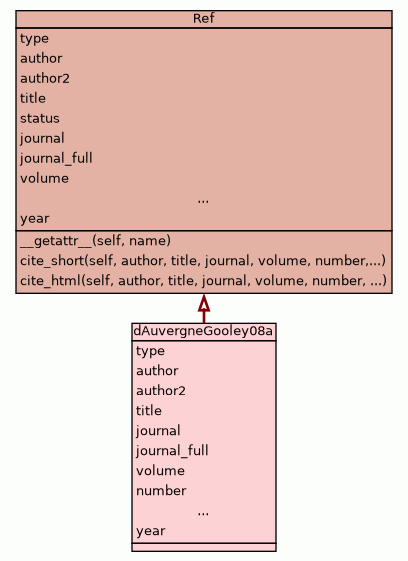 Ref
type
author
author2
title
status
journal
journal_full
volume
...
year
__getattr__(self, name)
cite_short(self, author, title, journal, volume, number,...)
cite_html(self, author, title, journal, volume, number, ...)
dAuvergneGooley08a
type
author
author2
title
journal
journal_full
volume
number
...
year